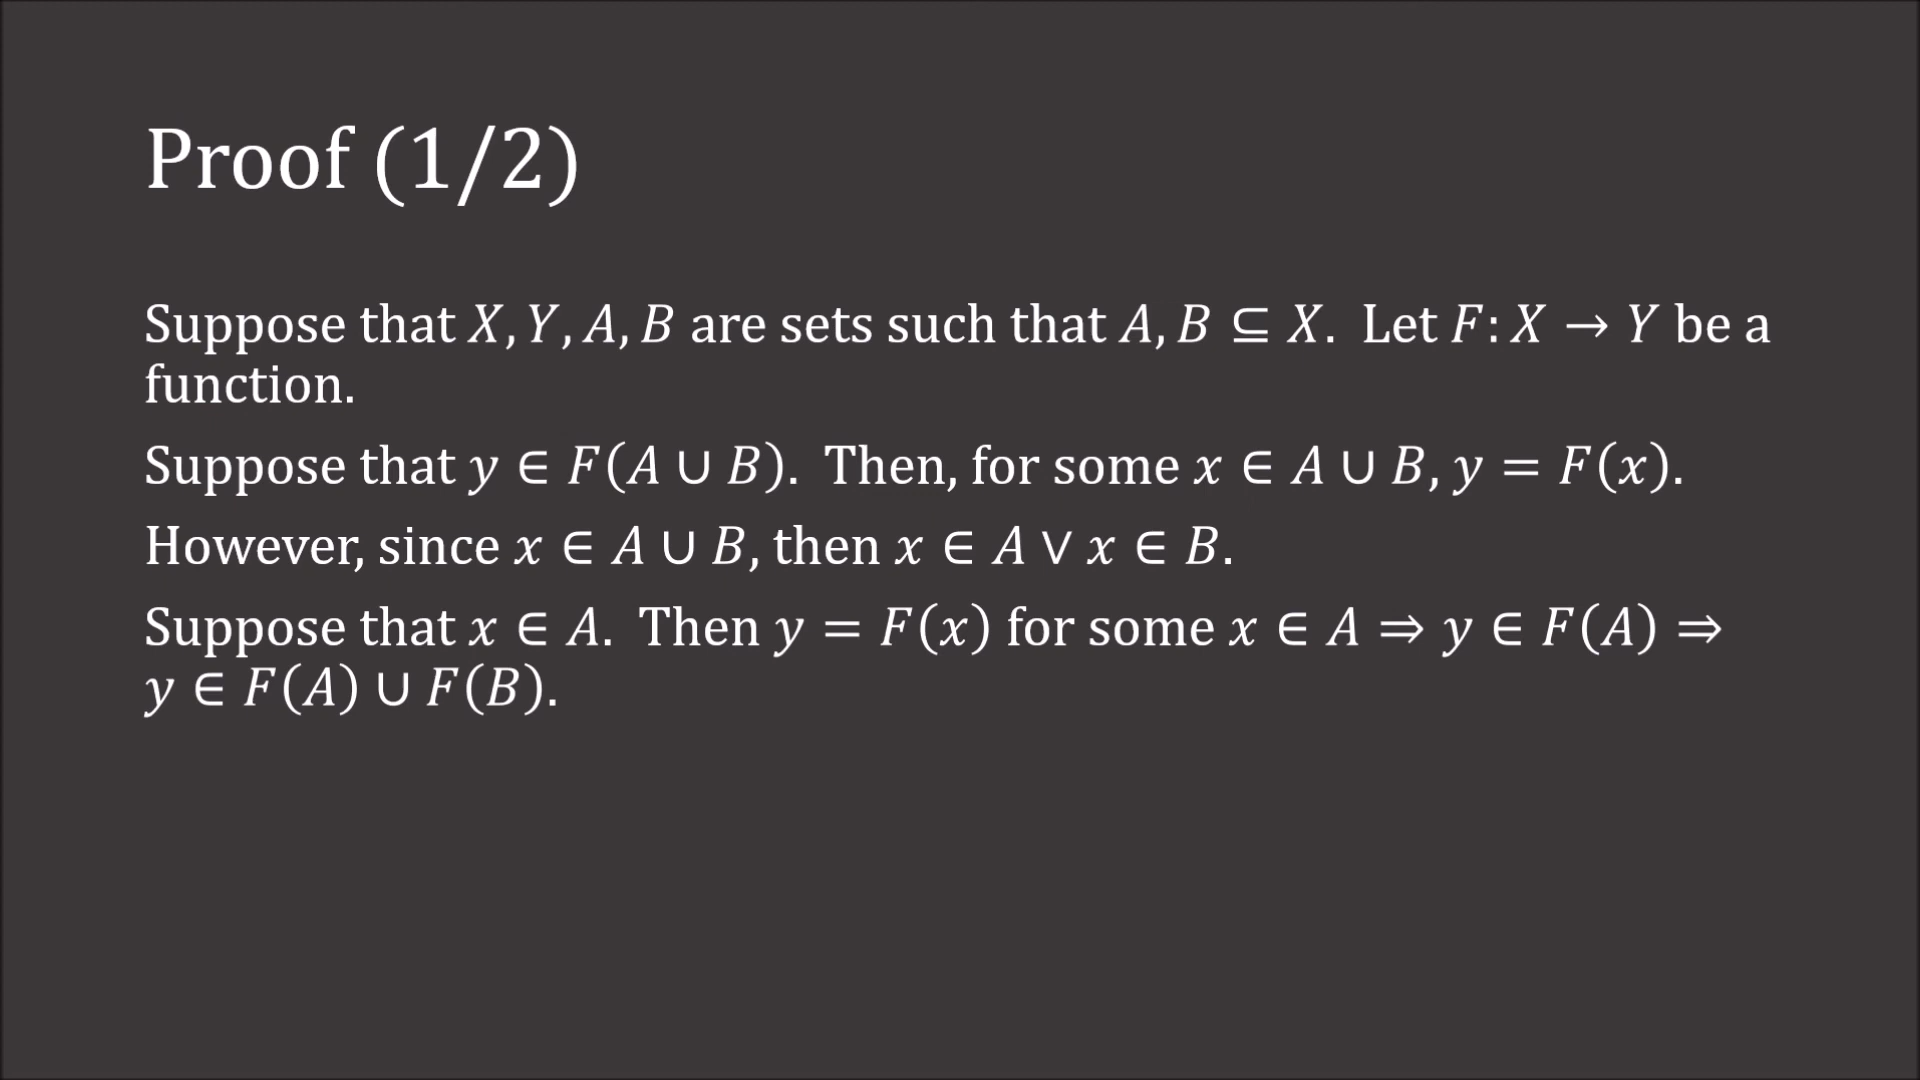 Proof (1/2)
Suppose that X, Y, A, B are sets such that A, B ⊆ X. Let F: X → Y be a
function.
Suppose that y ∈ F(A ∪ B). Then, for some x ∈ A ∪ B, y = F(x).
However, since x ∈ A ∪ B, then x ∈ A ∨ x ∈ B.
Suppose that x ∈ A. Then y = F(x) for some x ∈ A ⇒ y ∈ F(A) ⇒
y ∈ F(A) ∪ F(B).